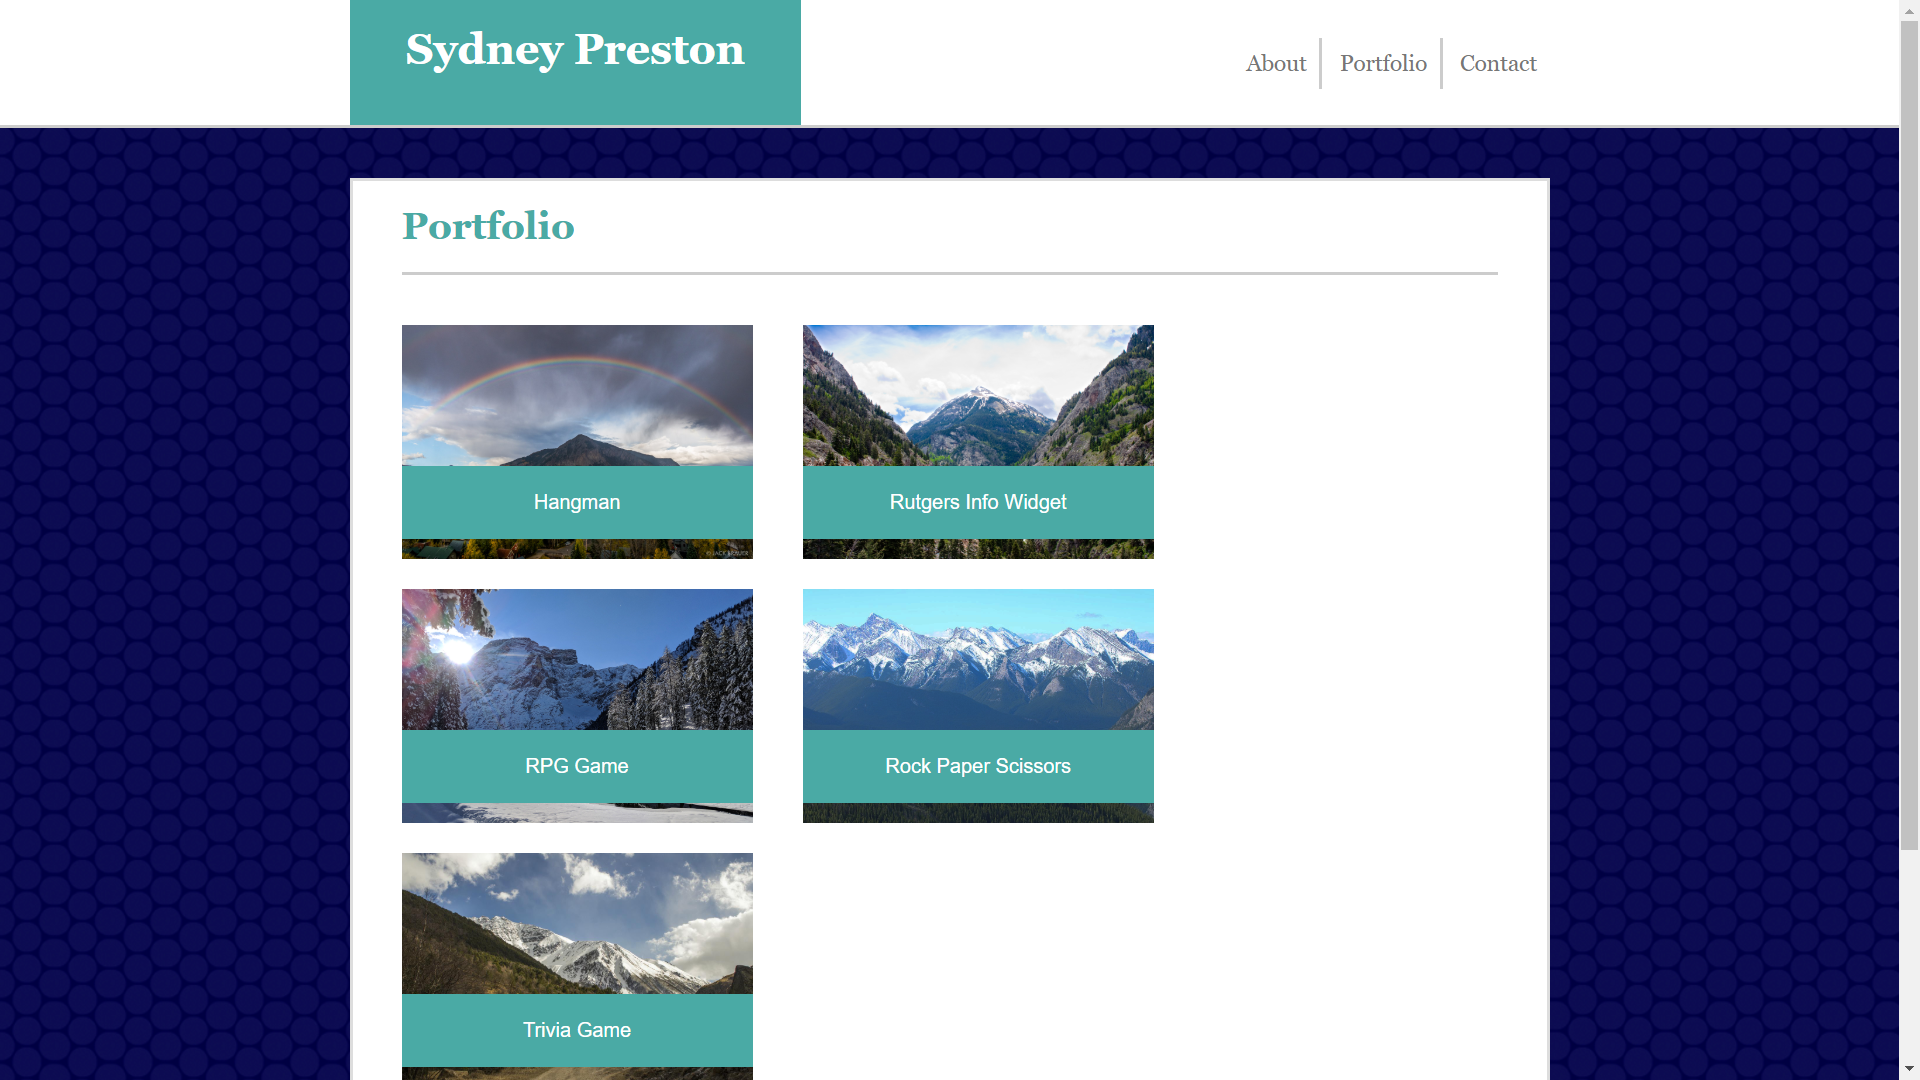 Sydney Preston
About
Portfolio
Contact
Portfolio
Hangman
Rutgers Info Widget
RPG Game
Rock Paper Scissors
Trivia Game